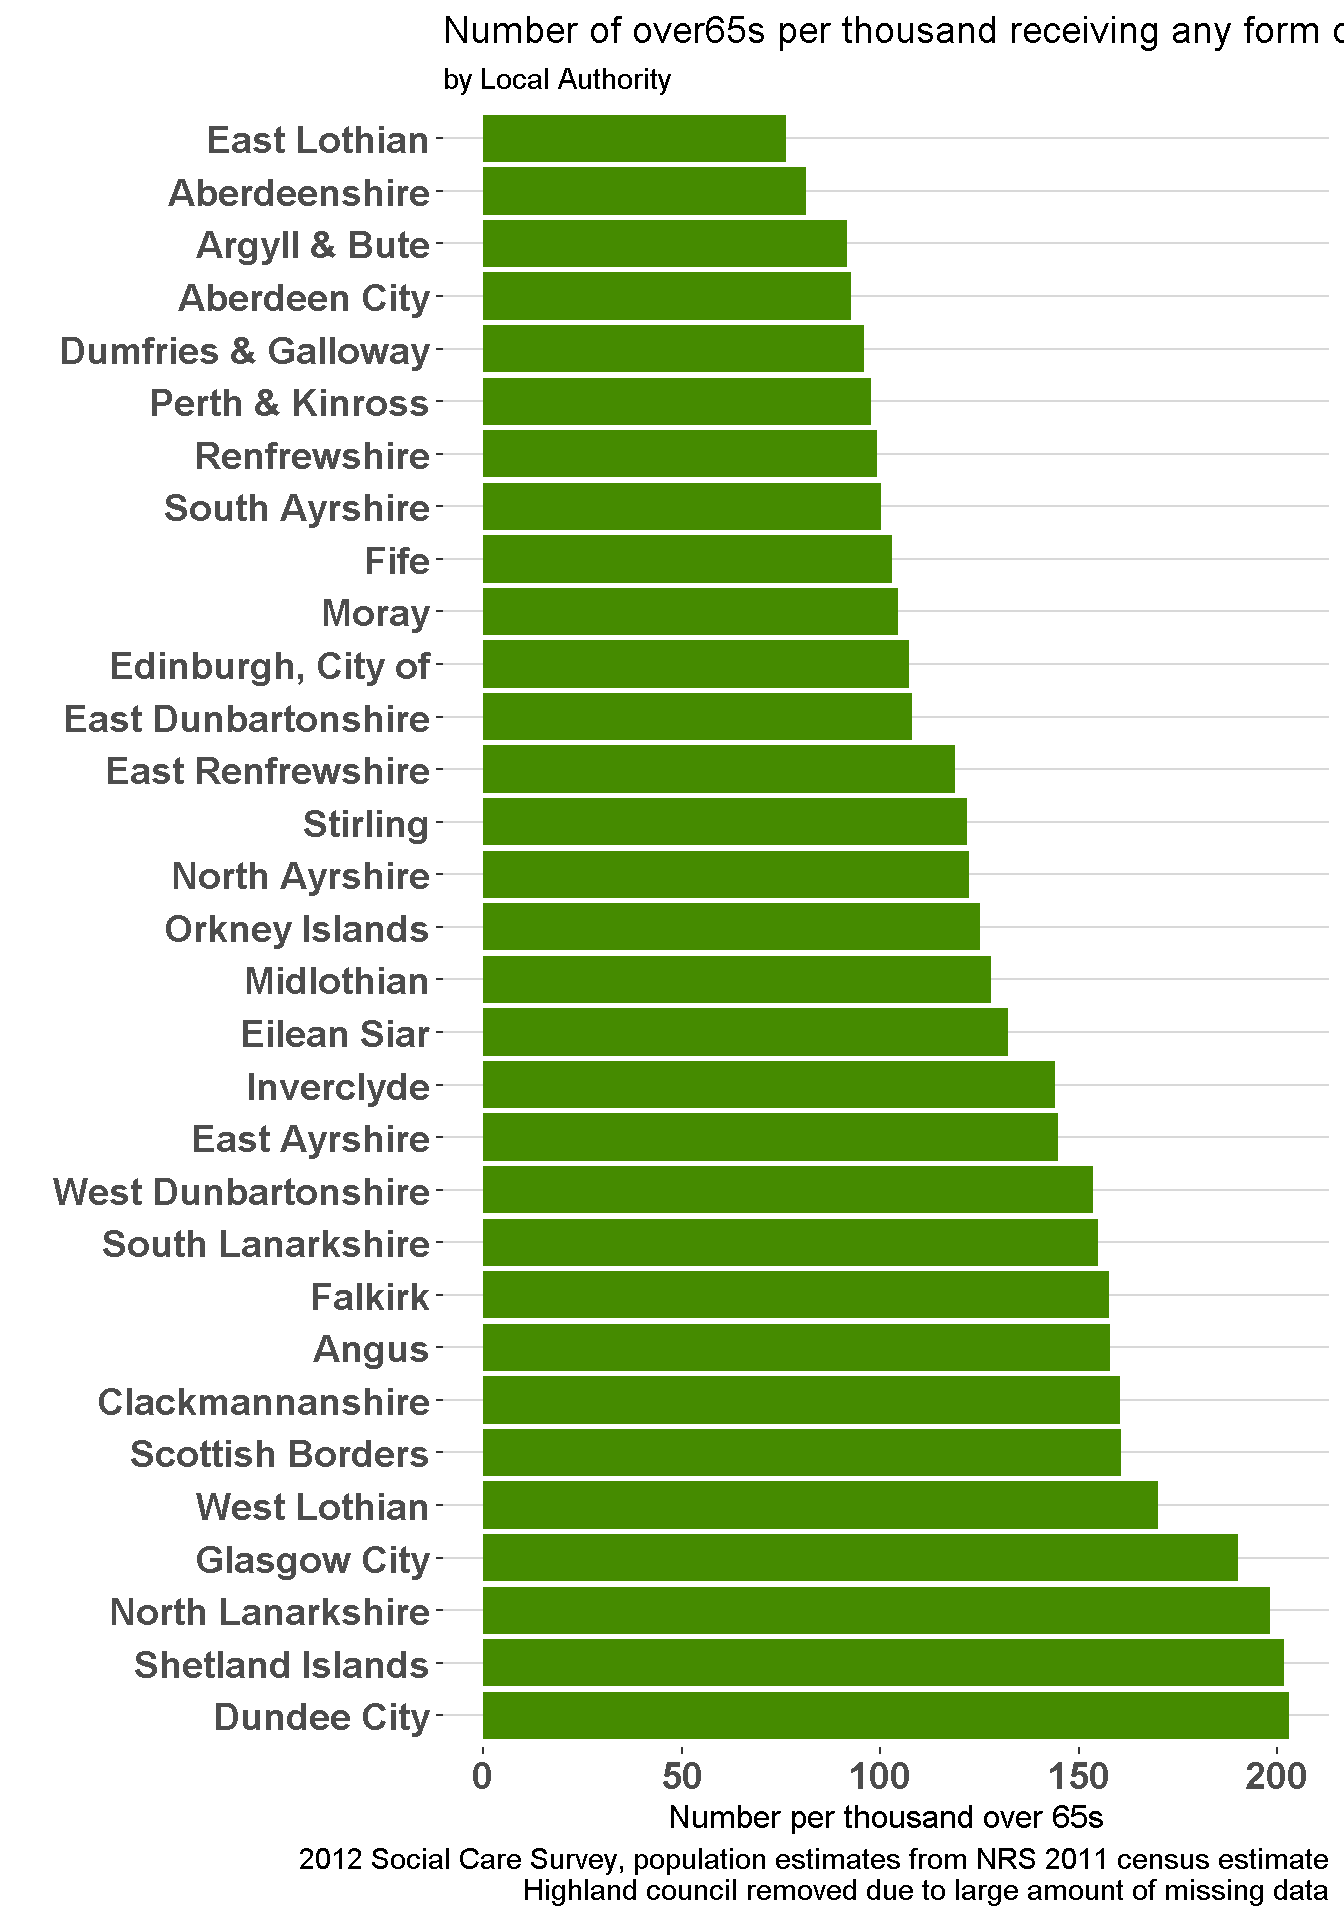 Number of over65s per thousand receiving any form
by Local Authority
East Lothian
Aberdeenshire
Argyll & Bute
Aberdeen City
Dumfries & Galloway
Perth & Kinross
Renfrewshire
South Ayrshire
Fife
Moray
Edinburgh, City of
East Dunbartonshire
East Renfrewshire
Stirling
North Ayrshire
Orkney Islands
Midlothian
Eilean Siar
Inverclyde
East Ayrshire
West Dunbartonshire
South Lanarkshire
Falkirk
Angus
Clackmannanshire
Scottish Borders
West Lothian
Glasgow City
North Lanarkshire
Shetland Islands
Dundee City
0 50 100 150 200
Number per thousand over 65s
2012 Social Care Survey, population estimates from NRS 2011 census estimate
Highland council removed due to large amount of missing data